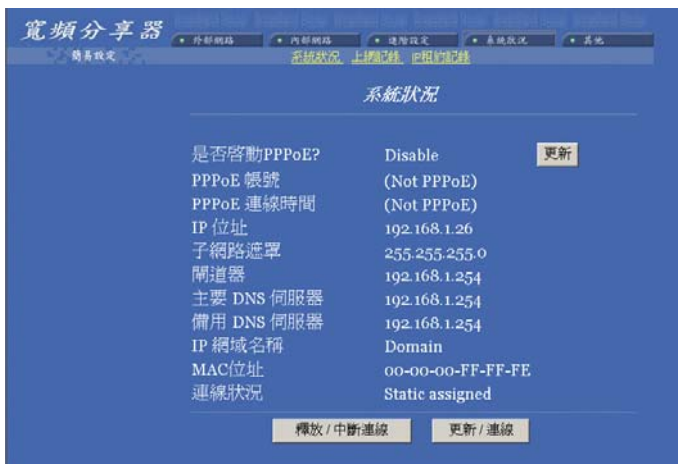 寬頻分享器
• 外部網路 • 內部網路 • 進階設定 • 系統狀況 • 其他
簡易設定 系統狀況 上網記錄 IP租約記錄
系統狀況
是否啓動PPPoE? Disable 更新
PPPoE 帳號 (Not PPPoE)
PPPoE 連線時間 (Not PPPoE)
IP 位址 192.168.1.26
子網路遮罩 255.255.255.0
閘道器 192.168.1.254
主要 DNS 伺服器 192.168.1.254
備用 DNS 伺服器 192.168.1.254
IP 網域名稱 Domain
MAC位址 00-00-00-FF-FF-FE
連線狀況 Static assigned
釋放 / 中斷連線 更新 / 連線